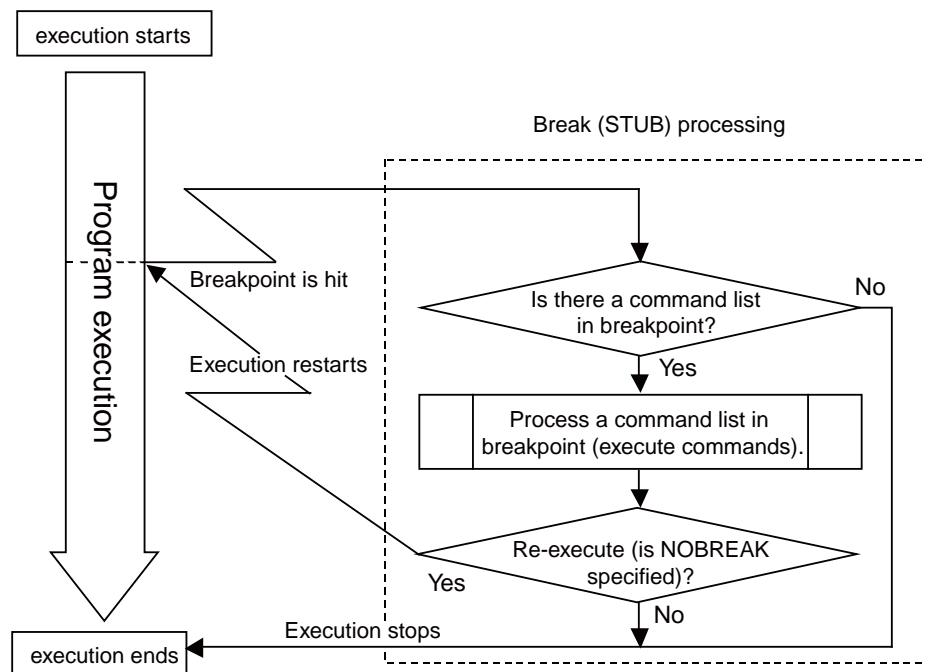 execution starts
Break (STUB) processing
Program execution
Breakpoint is hit
Is there a command list
in breakpoint?
No
Execution restarts
Yes
Process a command list in
breakpoint (execute commands).
Re-execute (is NOBREAK
specified)?
Yes
No
Execution stops
execution ends